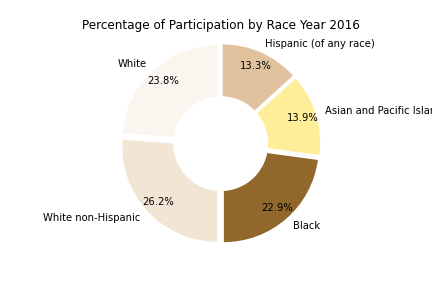 Percentage of Participation by Race Year 2016
Hispanic (of any race)
13.3%
White
23.8%
Asian and Pacific
13.9%
26.2%
White non-Hispanic
22.9%
Black